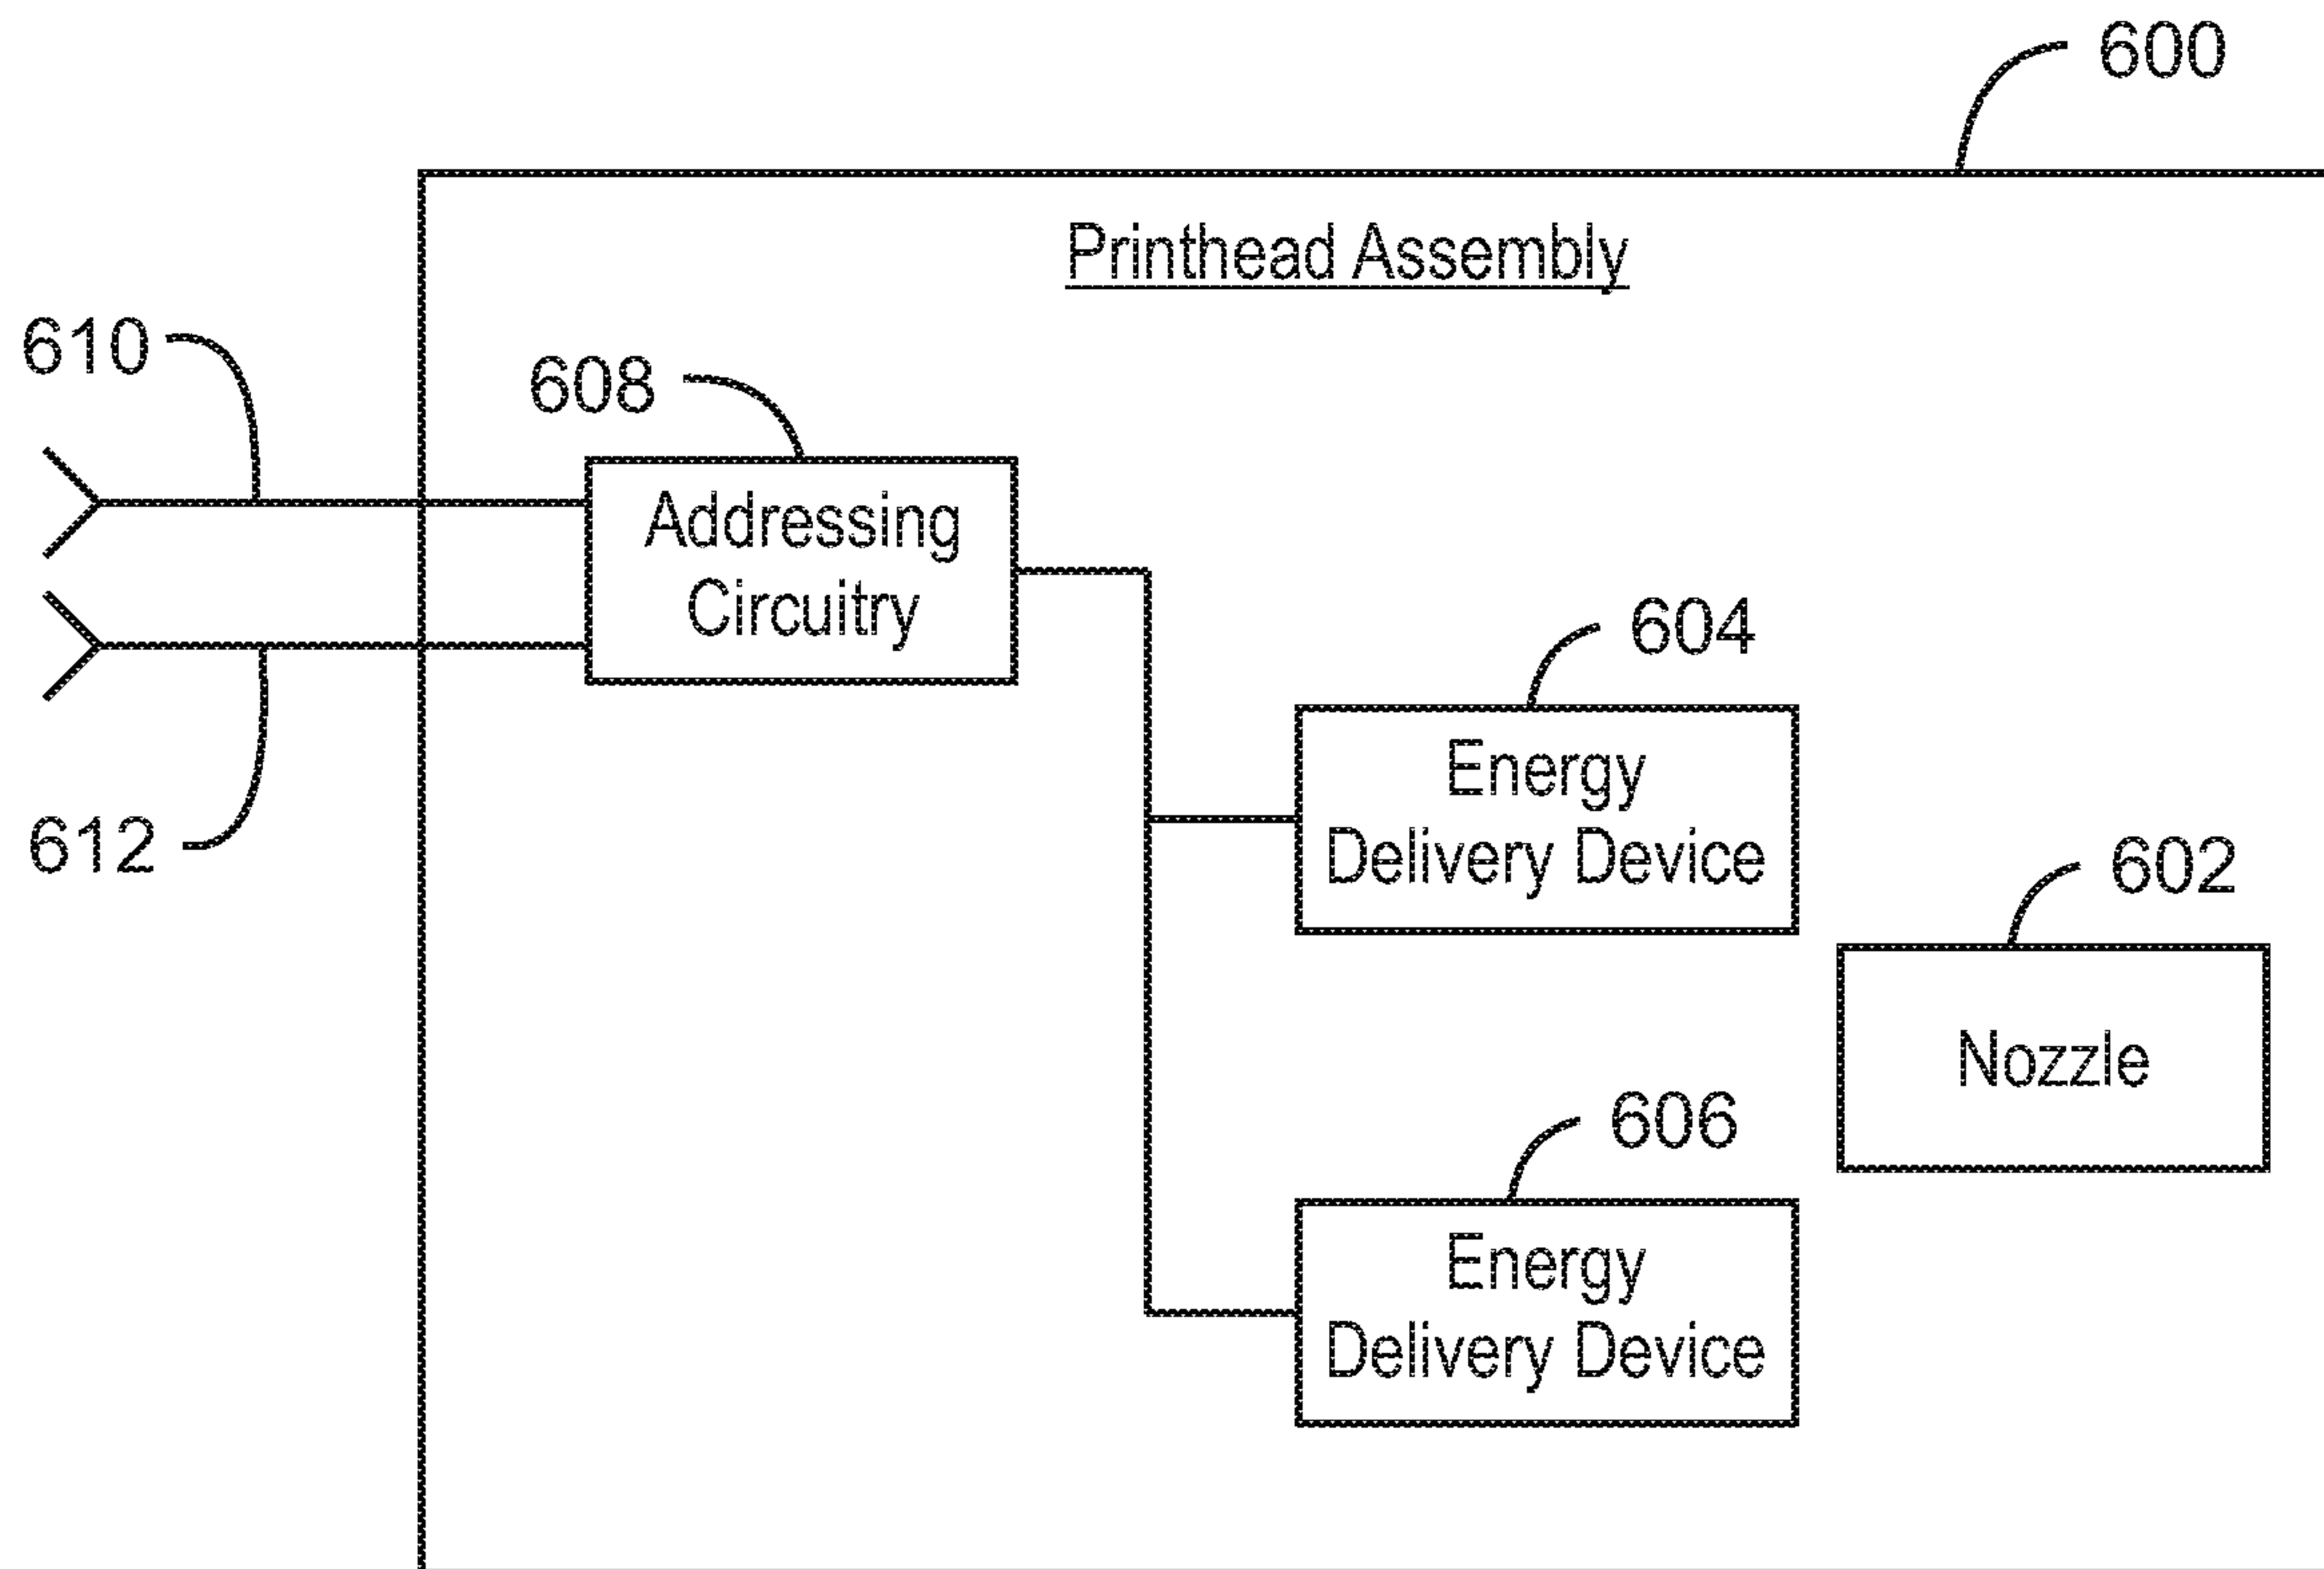 600
Printhead Assembly
610
608
Addressing
Circuitry
612
604
Energy
Delivery Device
602
Nozzle
606
Energy
Delivery Device